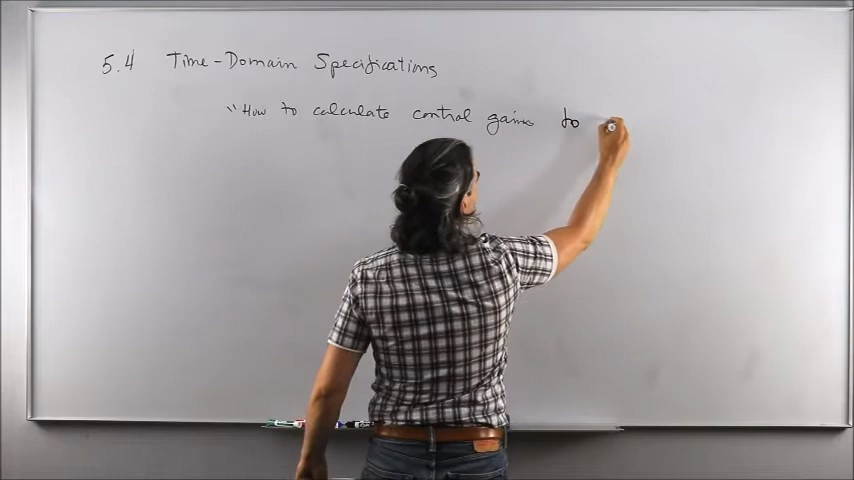 5.4 Time-Domain Specifications
"How to calculate control gains to